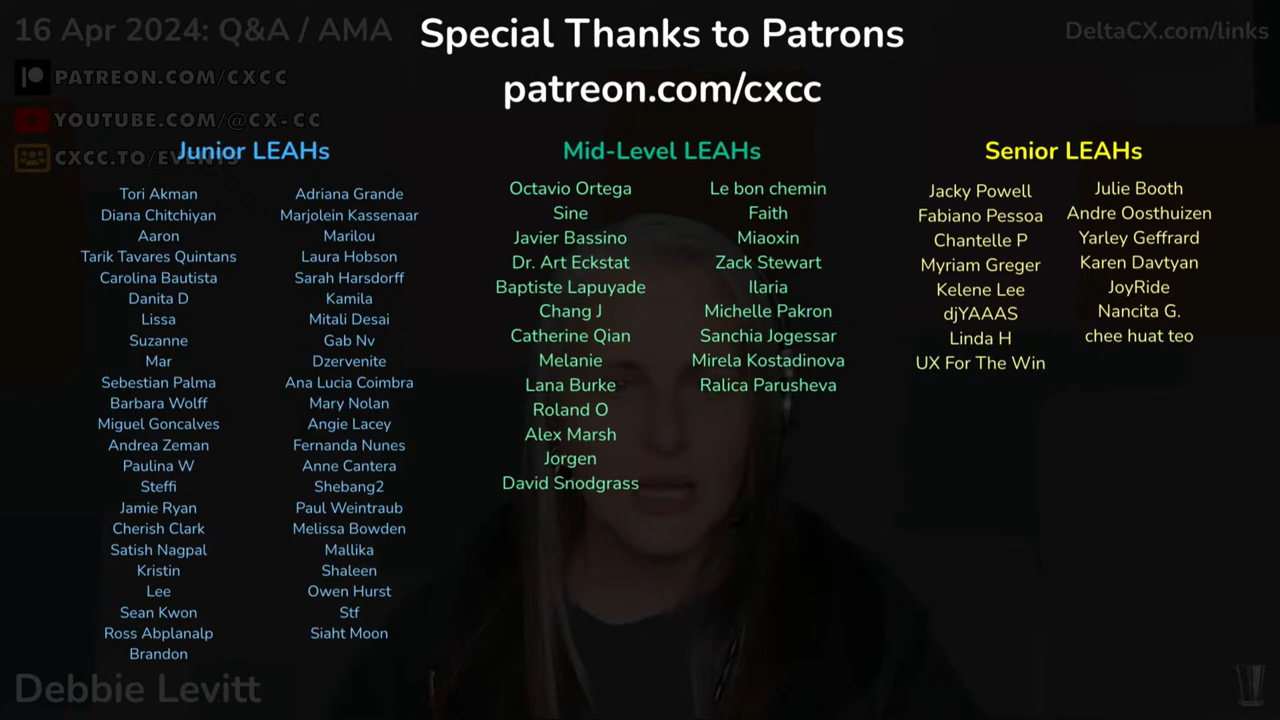 16 Apr 2024: Q&A / AMA
Special Thanks to Patrons
DeltaCX.com/links
PATREON.COM/CXCC
patreon.com/cxcc
YOUTUBE.COM/@CX-CC
CXCC.TO/EVENTS
Junior LEAHs
Tori Akman
Diana Chitchiyan
Aaron
Tarik Tavares Quintans
Carolina Bautista
Danita D
Lissa
Suzanne
Mar
Sebestian Palma
Barbara Wolff
Miguel Goncalves
Andrea Zeman
Paulina W
Steffi
Jamie Ryan
Cherish Clark
Satish Nagpal
Kristin
Lee
Sean Kwon
Ross Abplanalp
Brandon
Adriana Grande
Marjolein Kassenaar
Marilou
Laura Hobson
Sarah Harsdorff
Kamila
Mitali Desai
Gab Nv
Dzervenite
Ana Lucia Coimbra
Mary Nolan
Angie Lacey
Fernanda Nunes
Anne Cantera
Shebang2
Paul Weintraub
Melissa Bowden
Mallika
Shaleen
Owen Hurst
Stf
Siaht Moon
Mid-Level LEAHs
Octavio Ortega
Sine
Javier Bassino
Dr. Art Eckstat
Baptiste Lapuyade
Chang J
Catherine Qian
Melanie
Lana Burke
Roland O
Alex Marsh
Jorgen
David Snodgrass
Le bon chemin
Faith
Miaoxin
Zack Stewart
Ilaria
Michelle Pakron
Sanchia Jogessar
Mirela Kostadinova
Ralica Parusheva
Senior LEAHs
Jacky Powell
Fabiano Pessoa
Chantelle P
Myriam Greger
Kelene Lee
djYAAAS
Linda H
UX For The Win
Julie Booth
Andre Oosthuizen
Yarley Geffrard
Karen Davtyan
JoyRide
Nancita G.
chee huat teo
Debbie Levitt